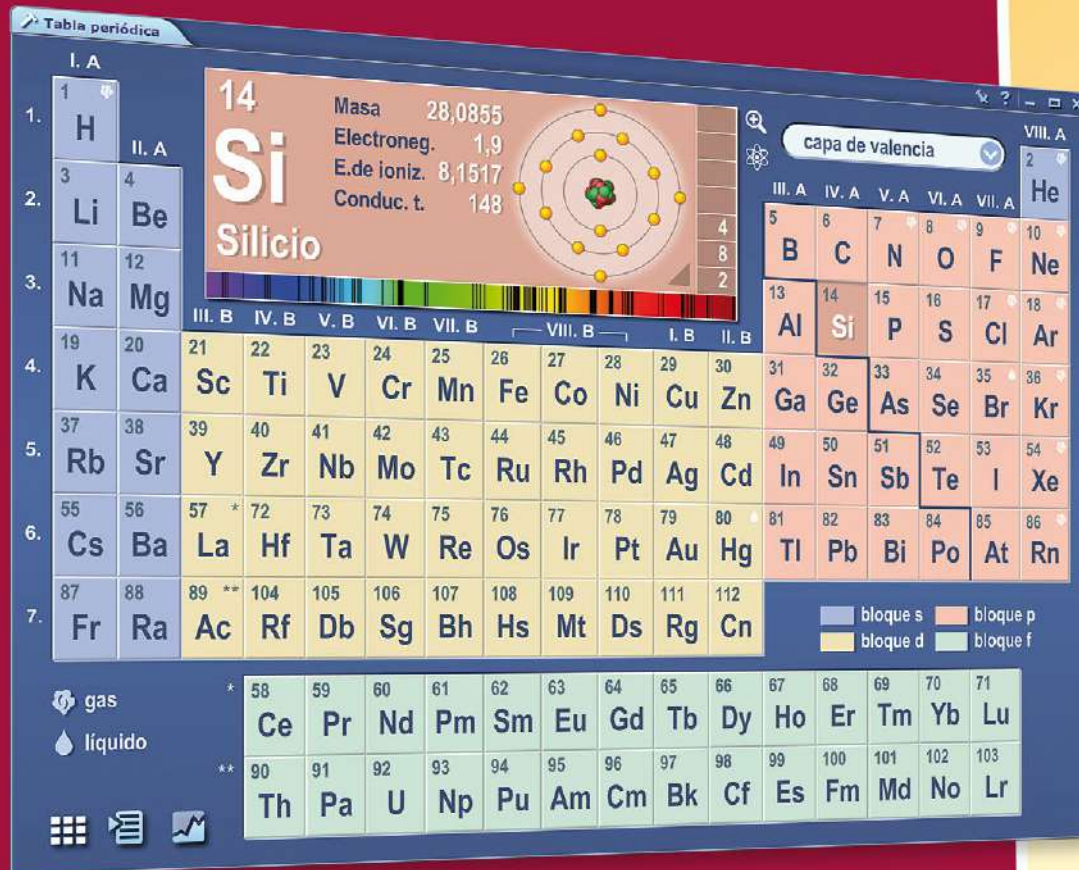 Tabla periódica
I. A
II. A
III. A IV. A V. A VI. A VII. A
VIII. A
capa de valencia
14
Si
Silicio
Masa 28,0855
Electroneg. 1,9
E.de ioniz. 8,1517
Conduc. t. 148
4
8
2
III. B IV. B V. B VI. B VII. B VIII. B I. B II. B
1.
1 2
H He
2.
3 4 5 6 7 8 9 10
Li Be B C N O F Ne
3.
11 12 13 14 15 16 17 18
Na Mg Al Si P S Cl Ar
4.
19 20 21 22 23 24 25 26 27 28 29 30 31 32 33 34 35 36
K Ca Sc Ti V Cr Mn Fe Co Ni Cu Zn Ga Ge As Se Br Kr
5.
37 38 39 40 41 42 43 44 45 46 47 48 49 50 51 52 53 54
Rb Sr Y Zr Nb Mo Tc Ru Rh Pd Ag Cd In Sn Sb Te I Xe
6.
55 56 57 * 72 73 74 75 76 77 78 79 80 81 82 83 84 85 86
Cs Ba La Hf Ta W Re Os Ir Pt Au Hg Tl Pb Bi Po At Rn
7.
87 88 89 ** 104 105 106 107 108 109 110 111 112
Fr Ra Ac Rf Db Sg Bh Hs Mt Ds Rg Cn
bloque s bloque p
bloque d bloque f
gas
líquido
* 58 59 60 61 62 63 64 65 66 67 68 69 70 71
Ce Pr Nd Pm Sm Eu Gd Tb Dy Ho Er Tm Yb Lu
** 90 91 92 93 94 95 96 97 98 99 100 101 102 103
Th Pa U Np Pu Am Cm Bk Cf Es Fm Md No Lr